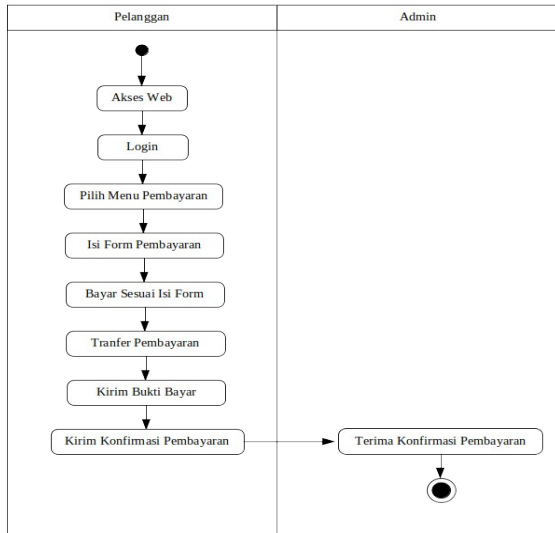 Pelanggan
Admin
Akses Web
Login
Pilih Menu Pembayaran
Isi Form Pembayaran
Bayar Sesuai Isi Form
Tranfer Pembayaran
Kirim Bukti Bayar
Kirim Konfirmasi Pembayaran
Terima Konfirmasi Pembayaran